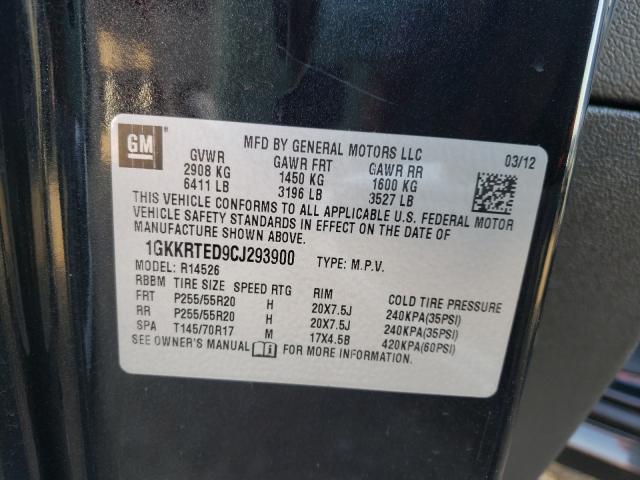 GM ®
MFD BY GENERAL MOTORS LLC 03/12
GVWR GAWR FRT GAWR RR
2908 KG 1450 KG 1600 KG
6411 LB 3196 LB 3527 LB
THIS VEHICLE CONFORMS TO ALL APPLICABLE U.S. FEDERAL MOTOR
VEHICLE SAFETY STANDARDS IN EFFECT ON THE DATE OF
MANUFACTURE SHOWN ABOVE.
1GKKRTED9CJ293900 TYPE: M.P.V.
MODEL: R14526
RBBM TIRE SIZE SPEED RTG RIM COLD TIRE PRESSURE
FRT P255/55R20 H 20X7.5J 240KPA(35PSI)
RR P255/55R20 H 20X7.5J 240KPA(35PSI)
SPA T145/70R17 M 17X4.5B 420KPA(60PSI)
SEE OWNER'S MANUAL FOR MORE INFORMATION.